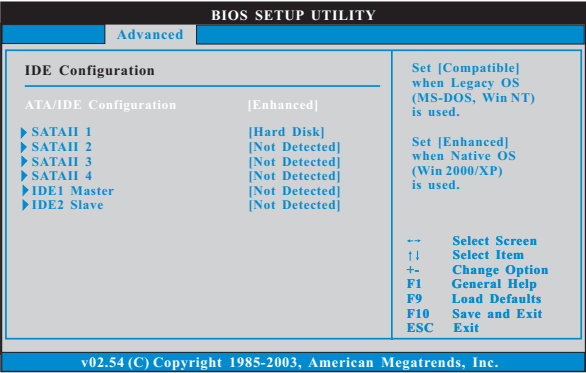 BIOS SETUP UTILITY
Advanced
IDE Configuration
ATA/IDE Configuration [Enhanced]
SATAII 1 [Hard Disk]
SATAII 2 [Not Detected]
SATAII 3 [Not Detected]
SATAII 4 [Not Detected]
IDE1 Master [Not Detected]
IDE2 Slave [Not Detected]
Set [Compatible]
when Legacy OS
(MS-DOS, Win NT)
is used.
Set [Enhanced]
when Native OS
(Win 2000/XP)
is used.
←→ Select Screen
↑↓ Select Item
+- Change Option
F1 General Help
F9 Load Defaults
F10 Save and Exit
ESC Exit
v02.54 (C) Copyright 1985-2003, American Megatrends, Inc.